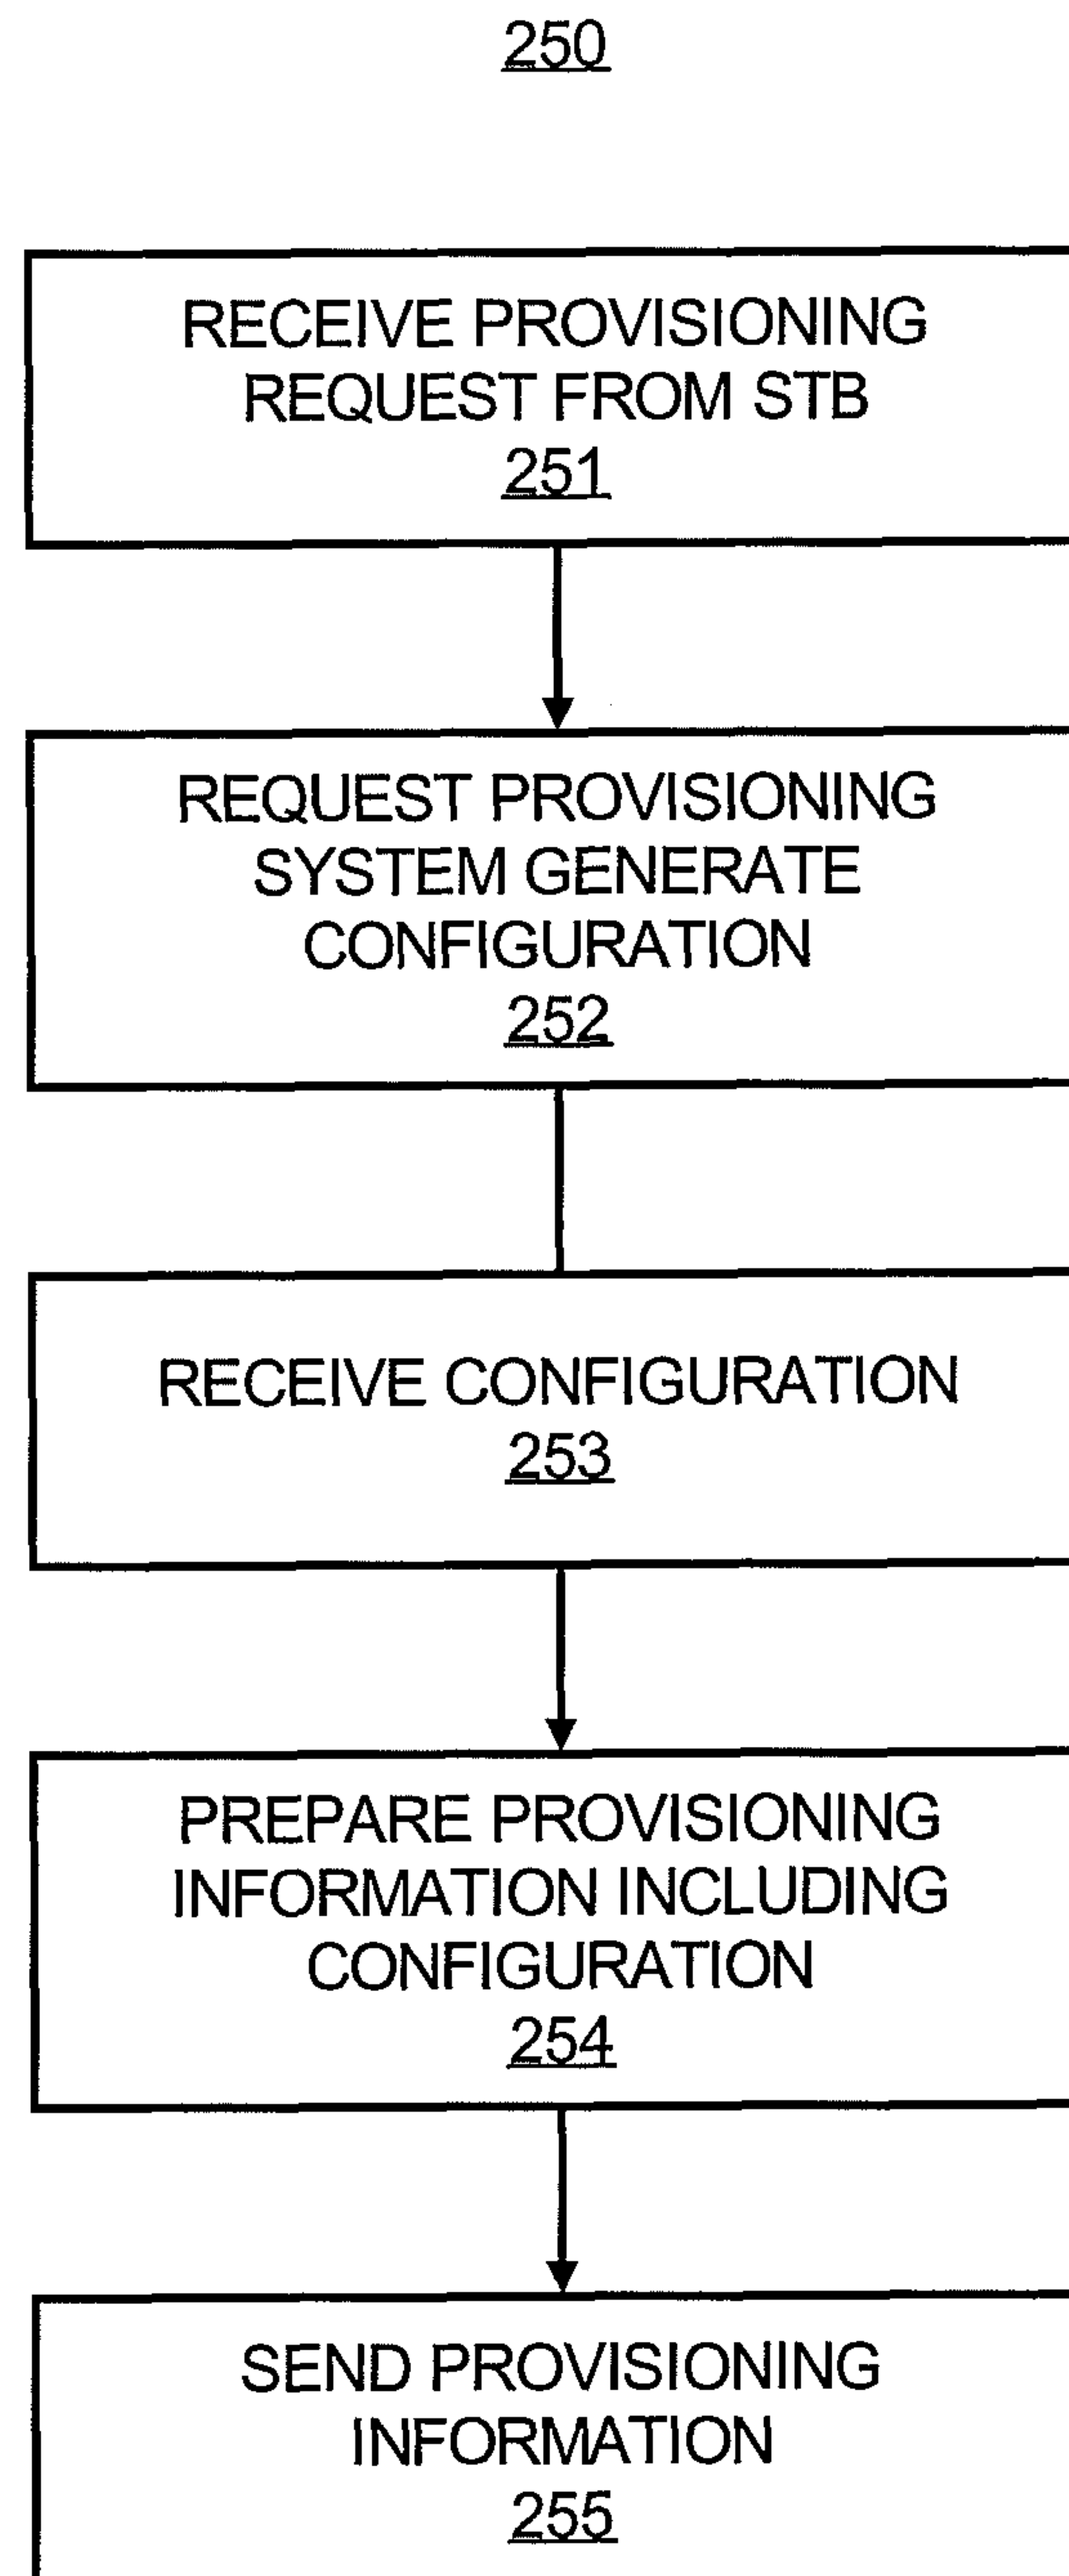 250
RECEIVE PROVISIONING
REQUEST FROM STB
251
REQUEST PROVISIONING
SYSTEM GENERATE
CONFIGURATION
252
RECEIVE CONFIGURATION
253
PREPARE PROVISIONING
INFORMATION INCLUDING
CONFIGURATION
254
SEND PROVISIONING
INFORMATION
255